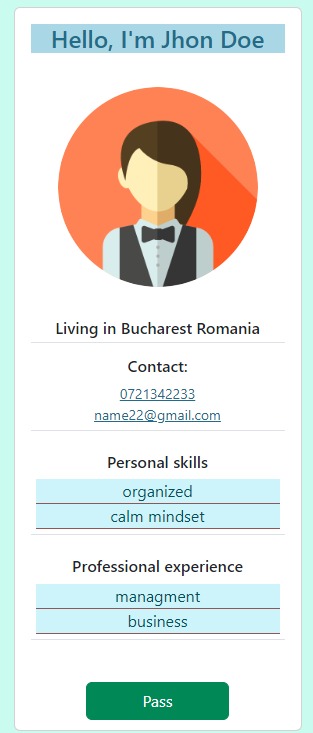 Hello, I'm Jhon Doe
Living in Bucharest Romania
Contact:
0721342233
name22@gmail.com
Personal skills
organized
calm mindset
Professional experience
managment
business
Pass